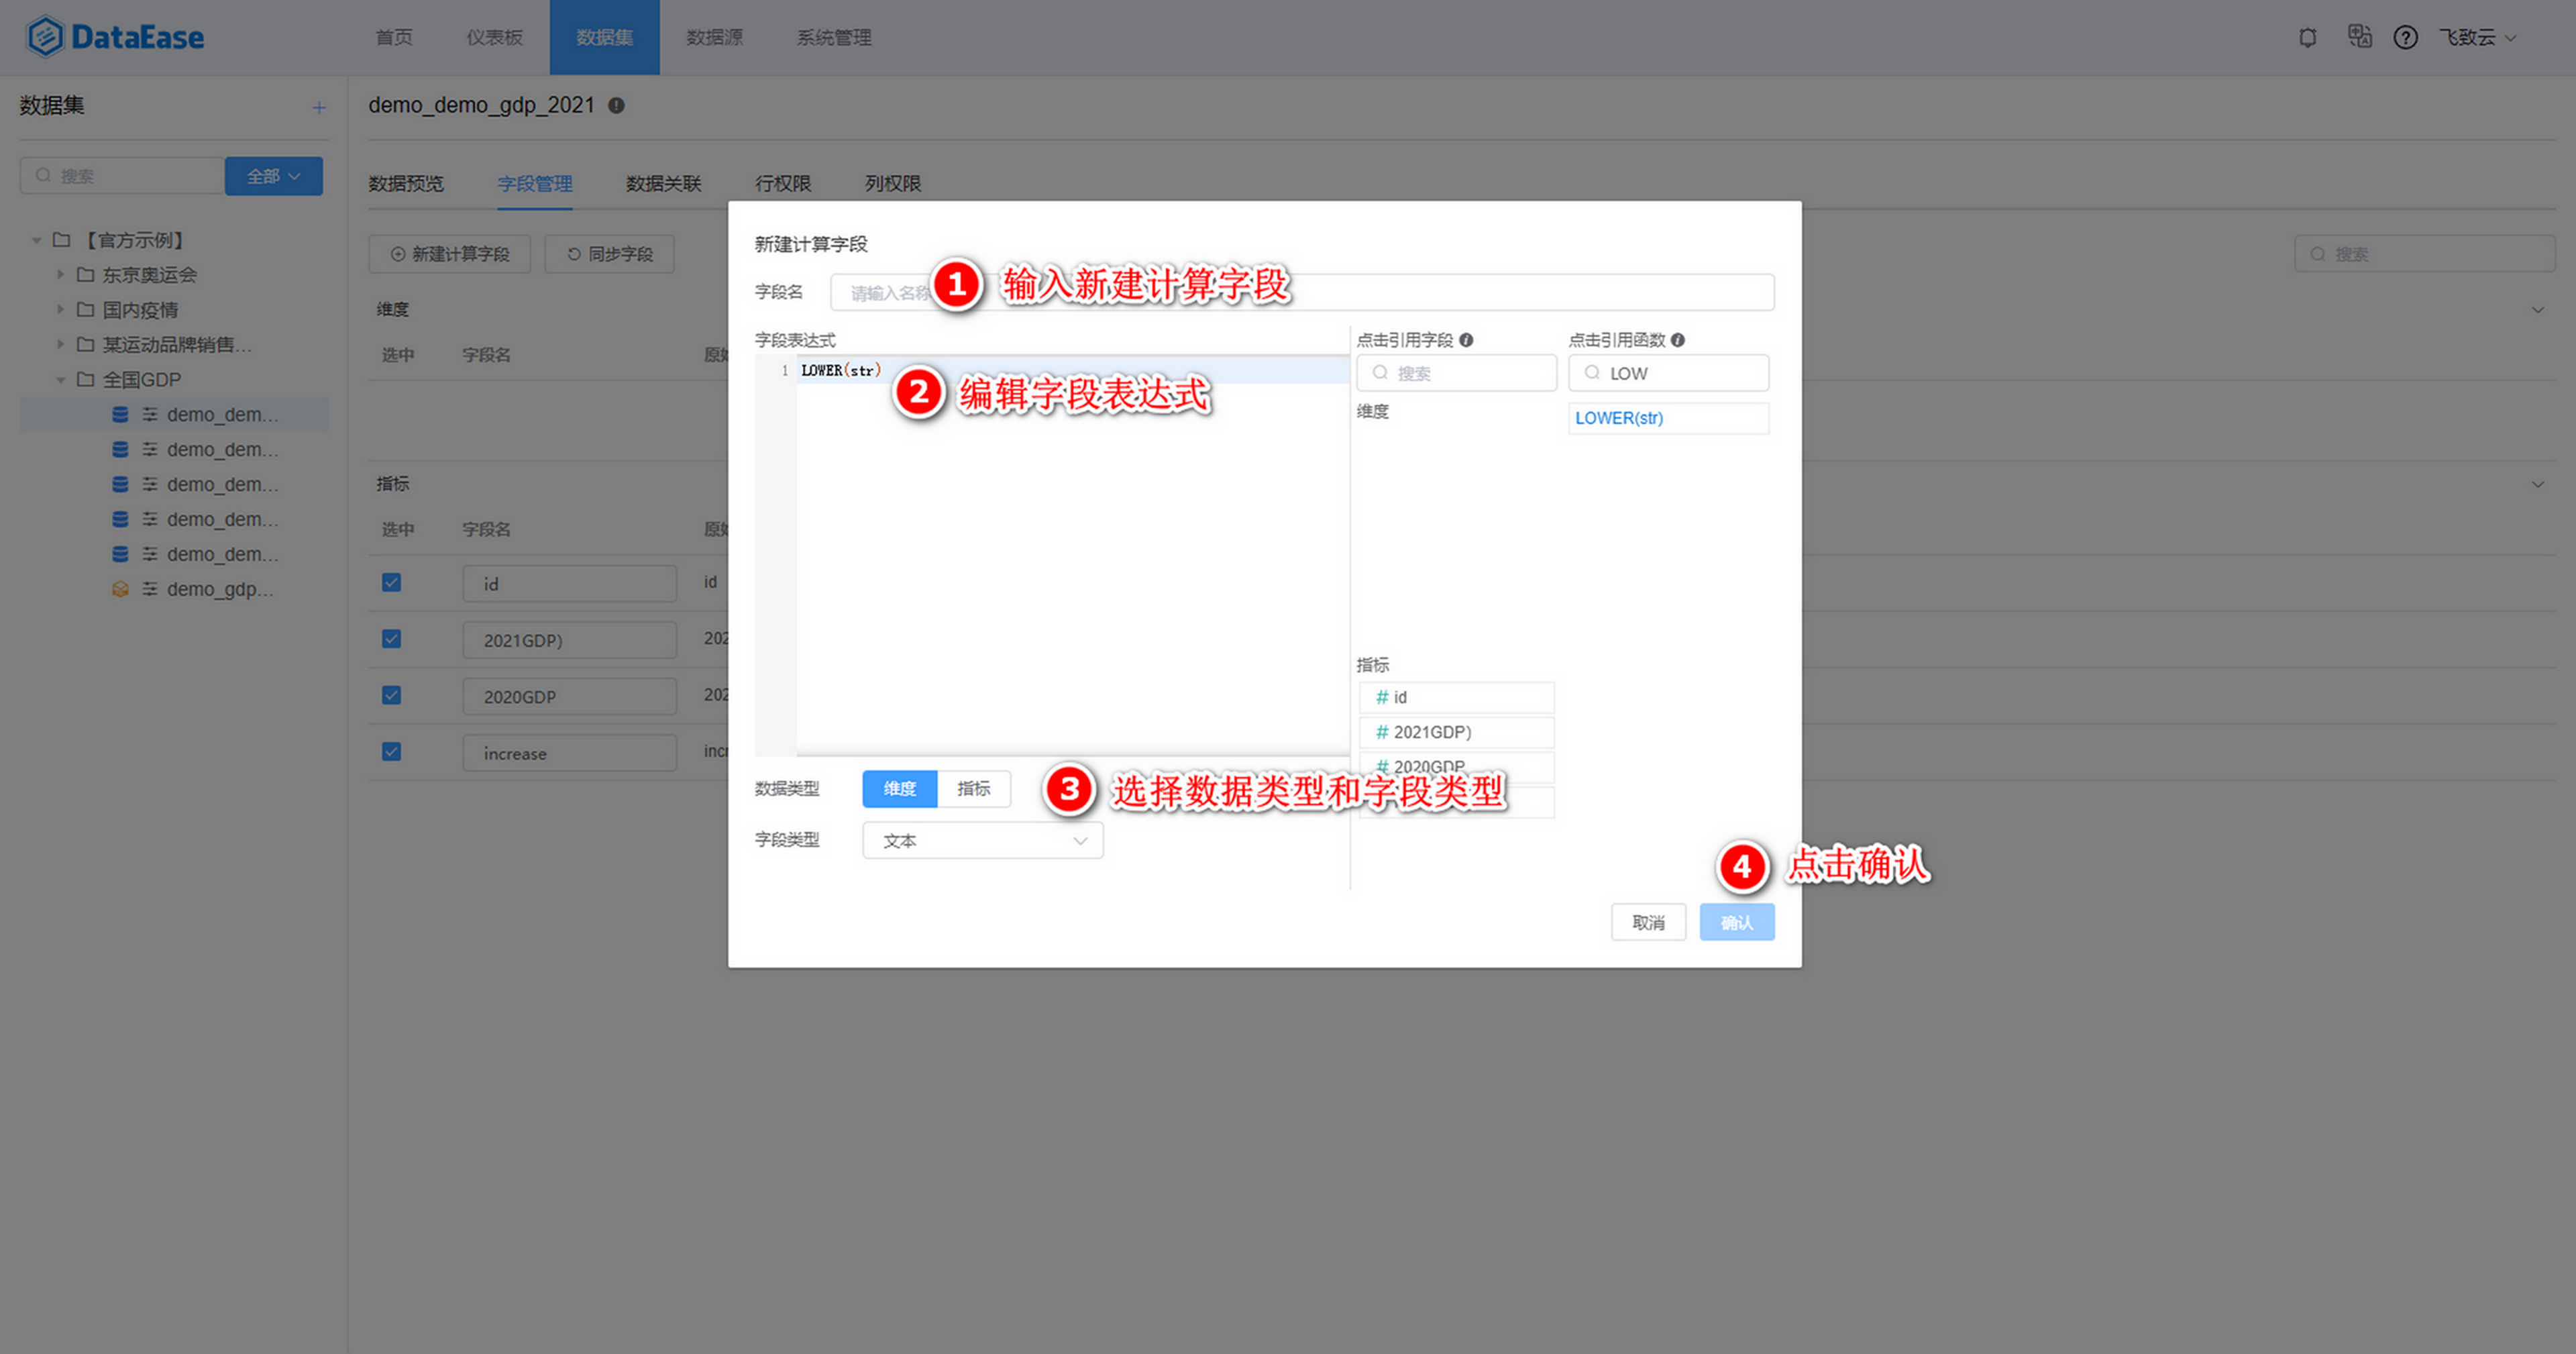 DataEase
首页 仪表板 数据集 数据源 系统管理 飞致云
数据集
demo_demo_gdp_2021
搜索 全部
数据预览 字段管理 数据关联 行权限 列权限
【官方示例】
东京奥运会
国内疫情
某运动品牌销售...
全国GDP
demo_dem...
demo_dem...
demo_dem...
demo_dem...
demo_dem...
demo_gdp...
新建计算字段 同步字段 搜索
维度
选中 字段名
指标
选中 字段名
id id
2021GDP) 202
2020GDP 202
increase incr
新建计算字段
字段名 请输入名称
1 输入新建计算字段
字段表达式 点击引用字段 点击引用函数
1 LOWER(str)
2 编辑字段表达式
搜索 LOW
维度 LOWER(str)
指标
# id
# 2021GDP)
# 2020GDP
数据类型 维度 指标
3 选择数据类型和字段类型
字段类型 文本
4 点击确认
取消 确认